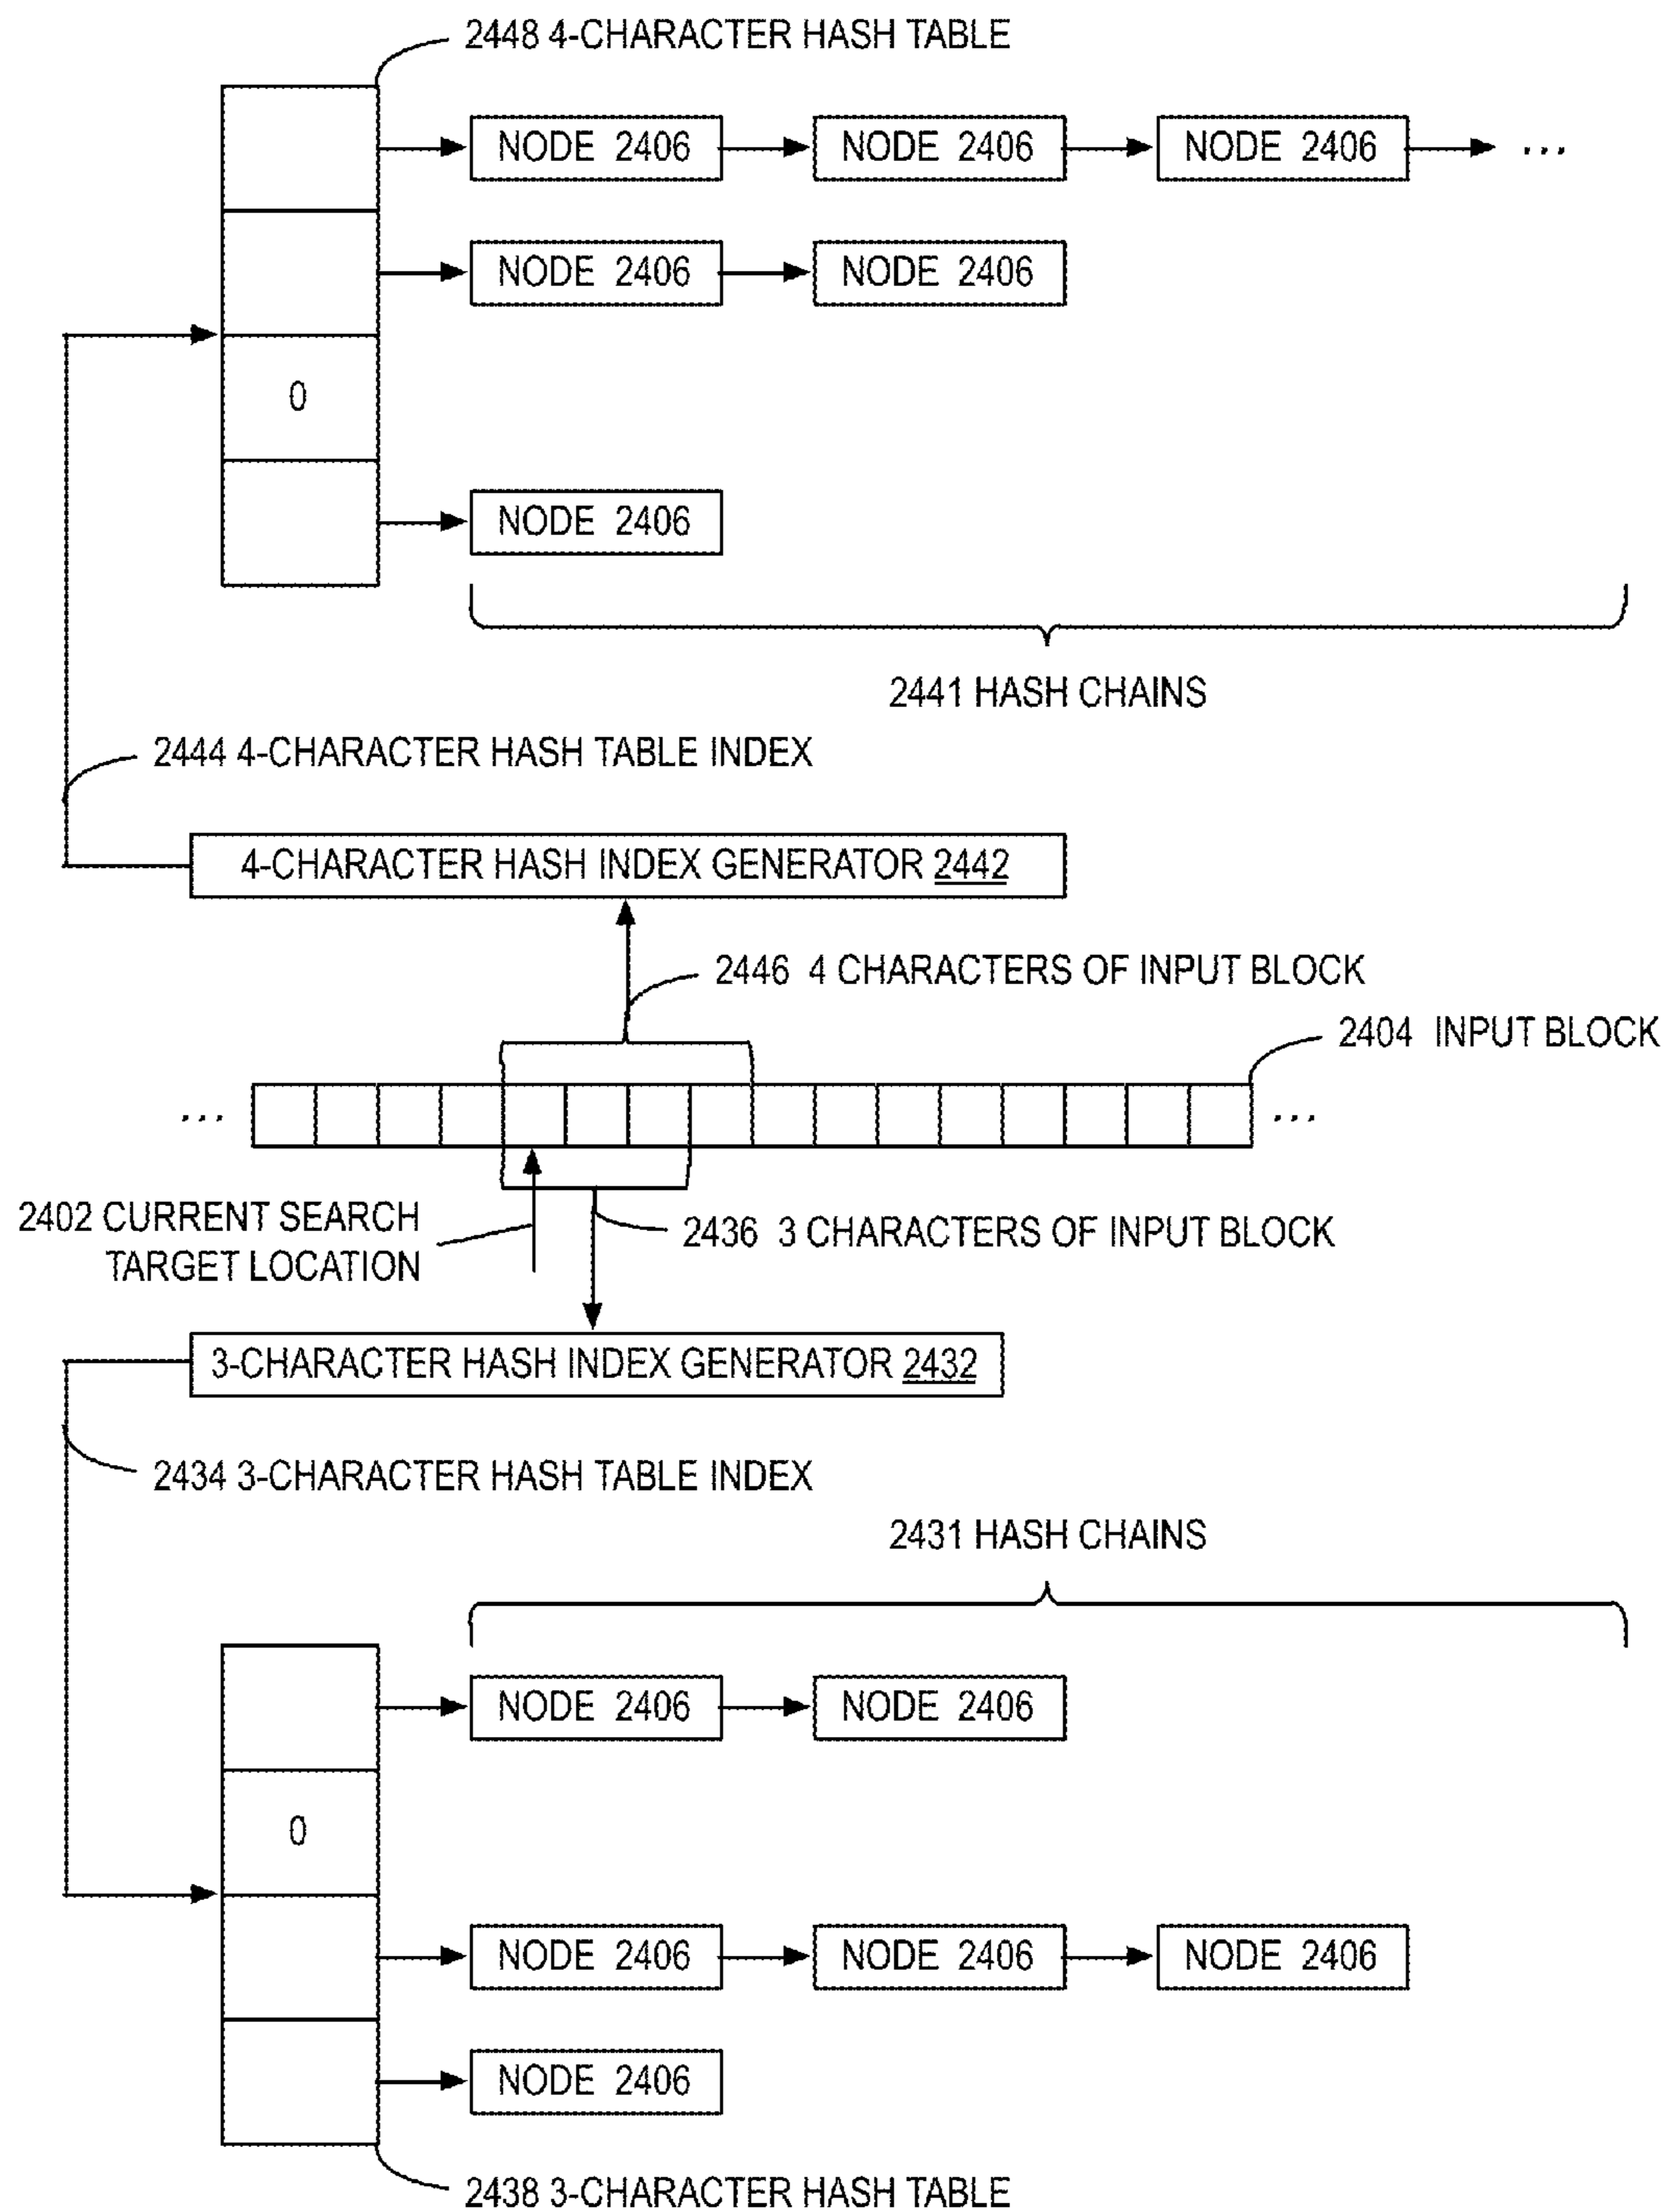 2448 4-CHARACTER HASH TABLE
NODE 2406 NODE 2406 NODE 2406 ...
NODE 2406 NODE 2406
0
NODE 2406
2441 HASH CHAINS
2444 4-CHARACTER HASH TABLE INDEX
4-CHARACTER HASH INDEX GENERATOR 2442
2446 4 CHARACTERS OF INPUT BLOCK
2404 INPUT BLOCK
... ...
2402 CURRENT SEARCH
TARGET LOCATION
2436 3 CHARACTERS OF INPUT BLOCK
3-CHARACTER HASH INDEX GENERATOR 2432
2434 3-CHARACTER HASH TABLE INDEX
2431 HASH CHAINS
NODE 2406 NODE 2406
0
NODE 2406 NODE 2406 NODE 2406
NODE 2406
2438 3-CHARACTER HASH TABLE